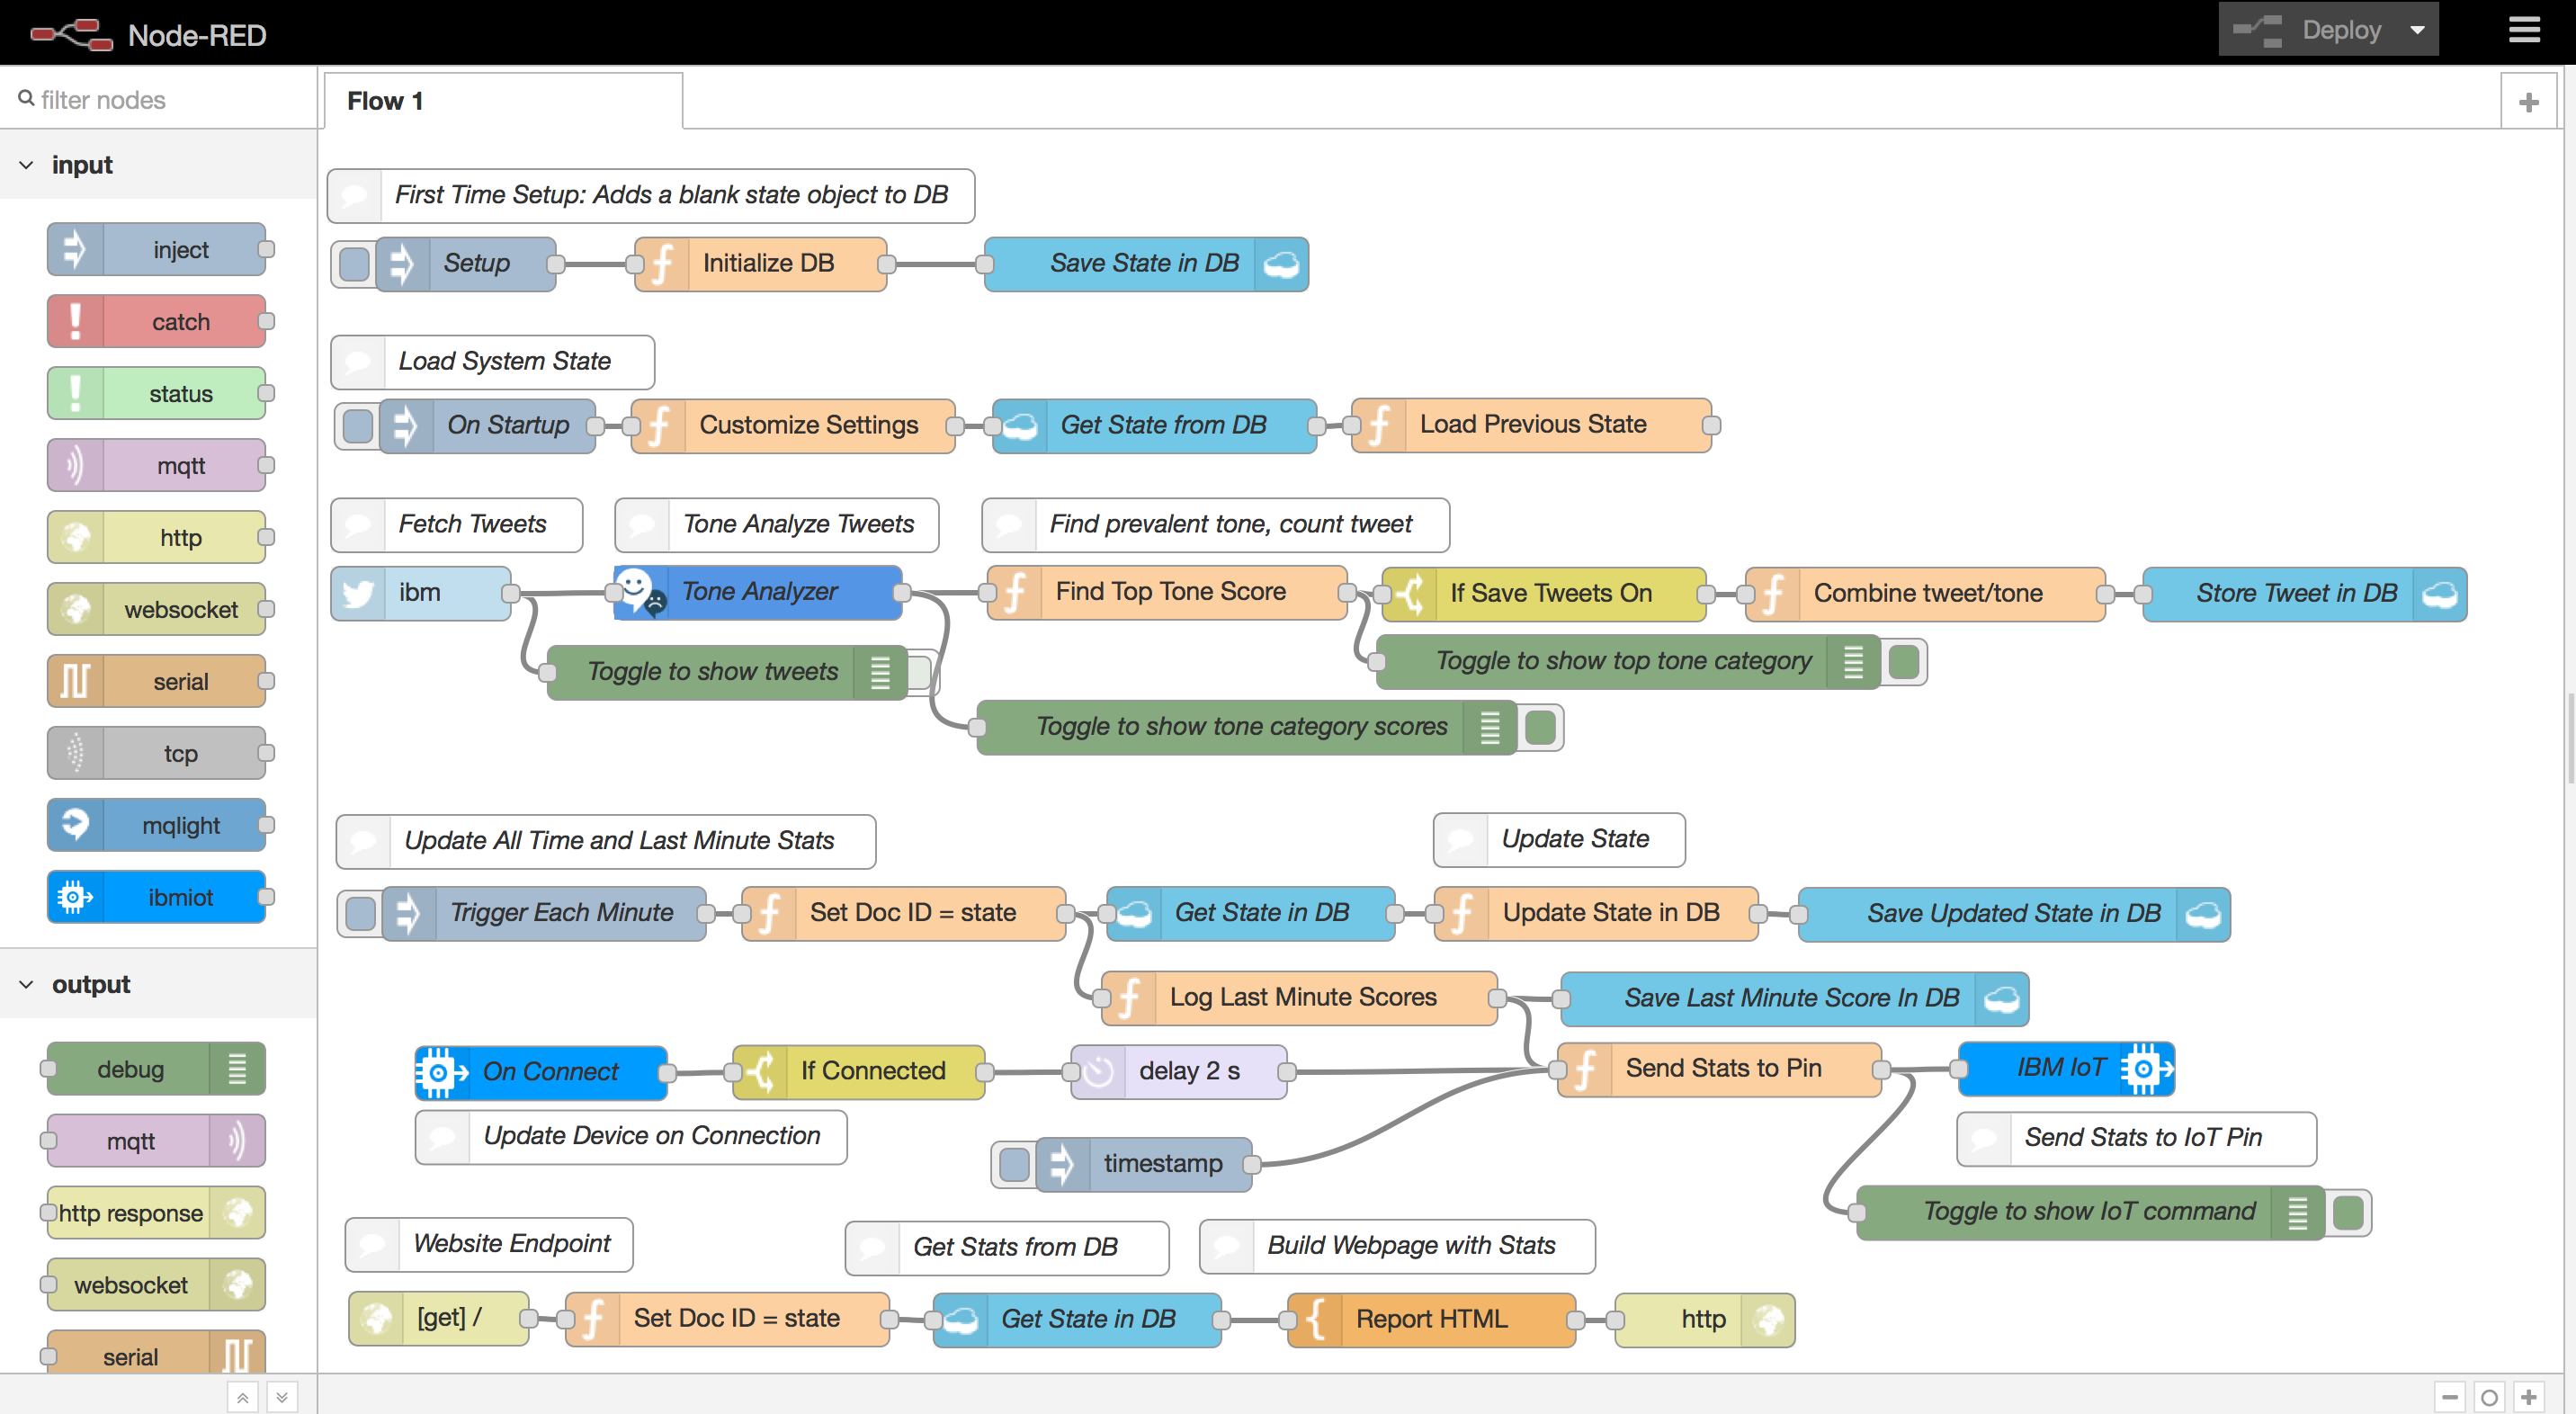 Node-RED
Deploy
filter nodes
Flow 1
input
inject
catch
status
mqtt
http
websocket
serial
tcp
mqlight
ibmiot
output
debug
mqtt
http response
websocket
serial
First Time Setup: Adds a blank state object to DB
Setup
Initialize DB
Save State in DB
Load System State
On Startup
Customize Settings
Get State from DB
Load Previous State
Fetch Tweets
Tone Analyze Tweets
Find prevalent tone, count tweet
ibm
Tone Analyzer
Find Top Tone Score
If Save Tweets On
Combine tweet/tone
Store Tweet in DB
Toggle to show tweets
Toggle to show top tone category
Toggle to show tone category scores
Update All Time and Last Minute Stats
Update State
Trigger Each Minute
Set Doc ID = state
Get State in DB
Update State in DB
Save Updated State in DB
Log Last Minute Scores
Save Last Minute Score In DB
On Connect
If Connected
delay 2 s
Send Stats to Pin
IBM IoT
Update Device on Connection
Send Stats to IoT Pin
timestamp
Toggle to show IoT command
Website Endpoint
Get Stats from DB
Build Webpage with Stats
[get] /
Set Doc ID = state
Get State in DB
Report HTML
http